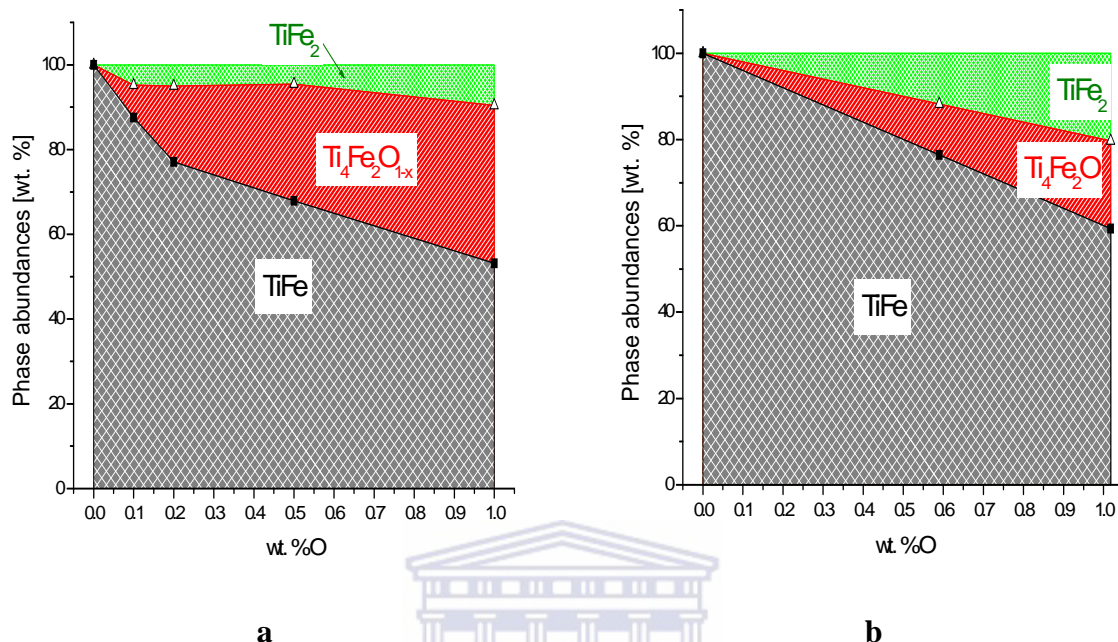 TiFe₂
Ti₄Fe₂O₁₋ₓ
TiFe
Phase abundances [wt. %]
100
80
60
40
20
0
0.0 0.1 0.2 0.3 0.4 0.5 0.6 0.7 0.8 0.9 1.0
wt. %O
a
TiFe₂
Ti₄Fe₂O
TiFe
Phase abundances [wt. %]
100
80
60
40
20
0
0.0 0.1 0.2 0.3 0.4 0.5 0.6 0.7 0.8 0.9 1.0
wt. %O
b